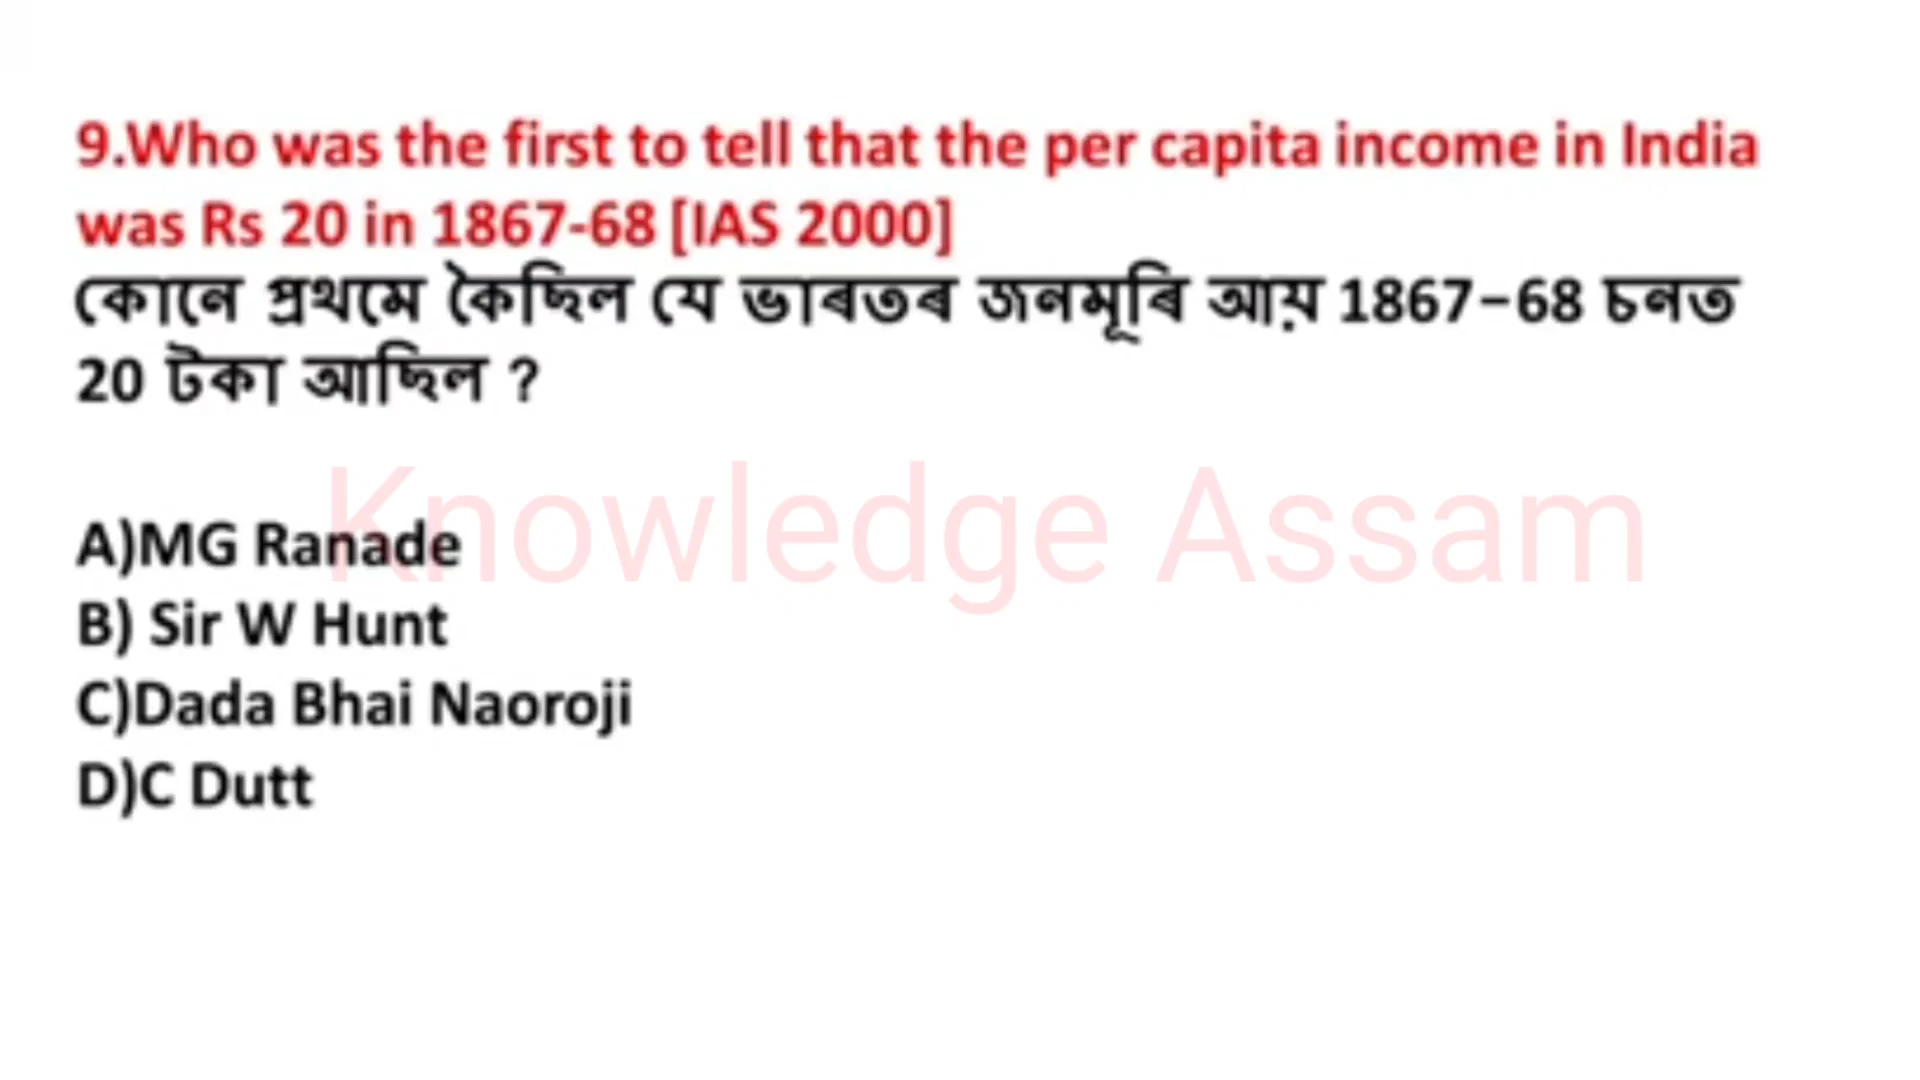 9.Who was the first to tell that the per capita income in India
was Rs 20 in 1867-68 [IAS 2000]
কোনে প্ৰথমে কৈছিল যে ভাৰতৰ জনমূৰি আয় 1867-68 চনত
20 টকা আছিল ?
Knowledge Assam
A)MG Ranade
B) Sir W Hunt
C)Dada Bhai Naoroji
D)C Dutt